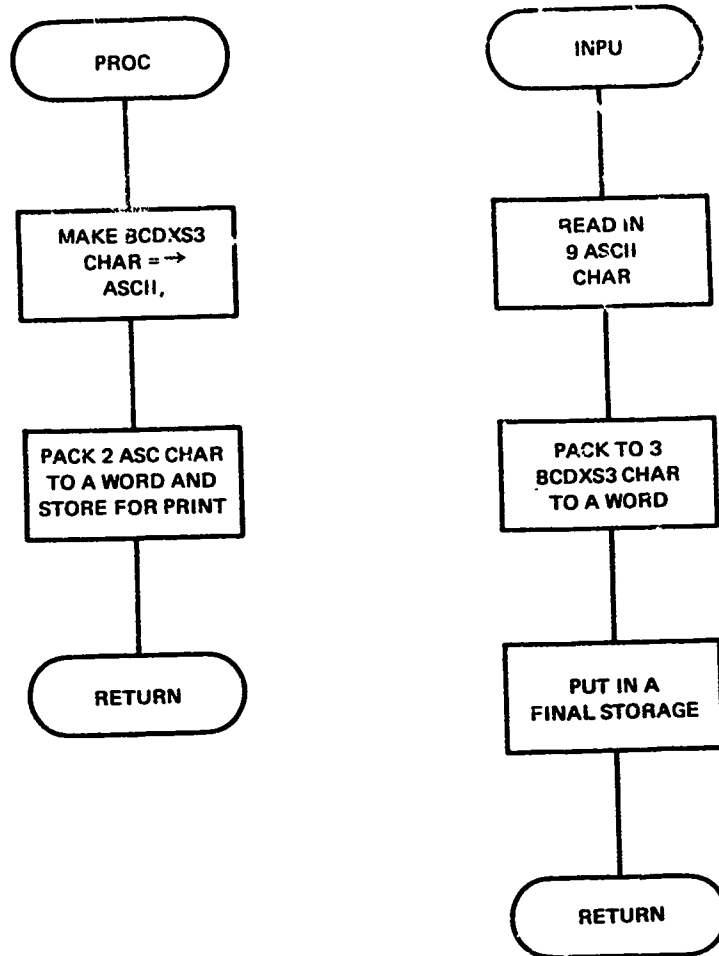 PROC
MAKE BCDXS3
CHAR = →
ASCII,
PACK 2 ASC CHAR
TO A WORD AND
STORE FOR PRINT
RETURN
INPU
READ IN
9 ASCII
CHAR
PACK TO 3
BCDXS3 CHAR
TO A WORD
PUT IN A
FINAL STORAGE
RETURN